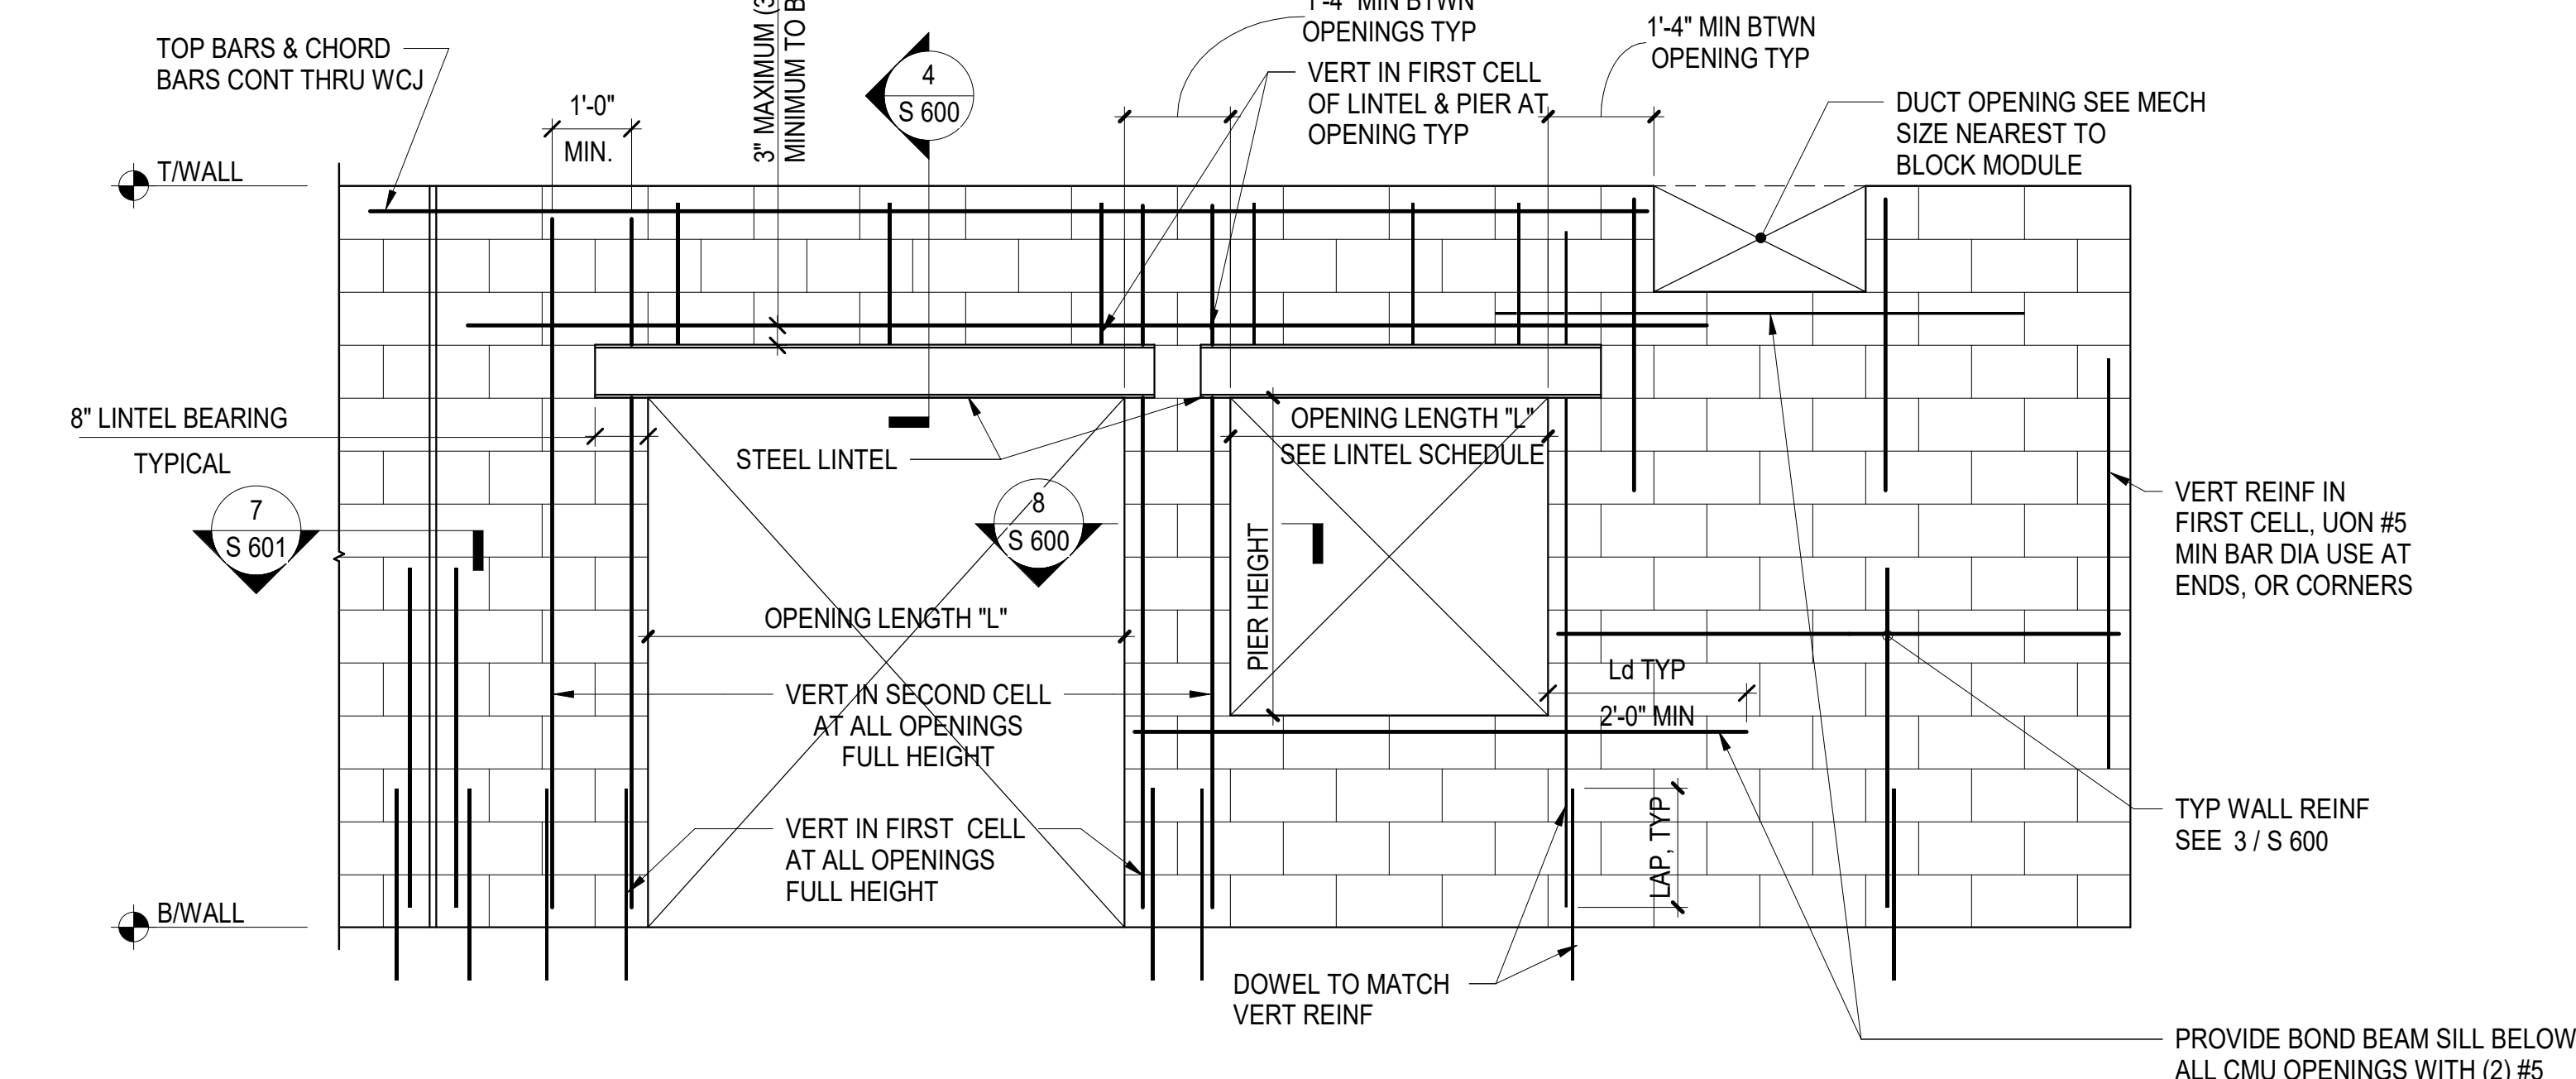 1'-4" MIN BTWN
OPENINGS TYP
1'-4" MIN BTWN
OPENING TYP
TOP BARS & CHORD
BARS CONT THRU WCJ
3" MAXIMUM (3
MINIMUM TO B
4
S 600
VERT IN FIRST CELL
OF LINTEL & PIER AT
OPENING TYP
DUCT OPENING SEE MECH
SIZE NEAREST TO
BLOCK MODULE
1'-0"
MIN.
T/WALL
8" LINTEL BEARING
TYPICAL
STEEL LINTEL
OPENING LENGTH "L"
SEE LINTEL SCHEDULE
7
S 601
8
S 600
PIER HEIGHT
VERT REINF IN
FIRST CELL, UON #5
MIN BAR DIA USE AT
ENDS, OR CORNERS
OPENING LENGTH "L"
Ld TYP
2'-0" MIN
VERT IN SECOND CELL
AT ALL OPENINGS
FULL HEIGHT
VERT IN FIRST CELL
AT ALL OPENINGS
FULL HEIGHT
LAP, TYP
TYP WALL REINF
SEE 3 / S 600
B/WALL
DOWEL TO MATCH
VERT REINF
PROVIDE BOND BEAM SILL BELOW
ALL CMU OPENINGS WITH (2) #5